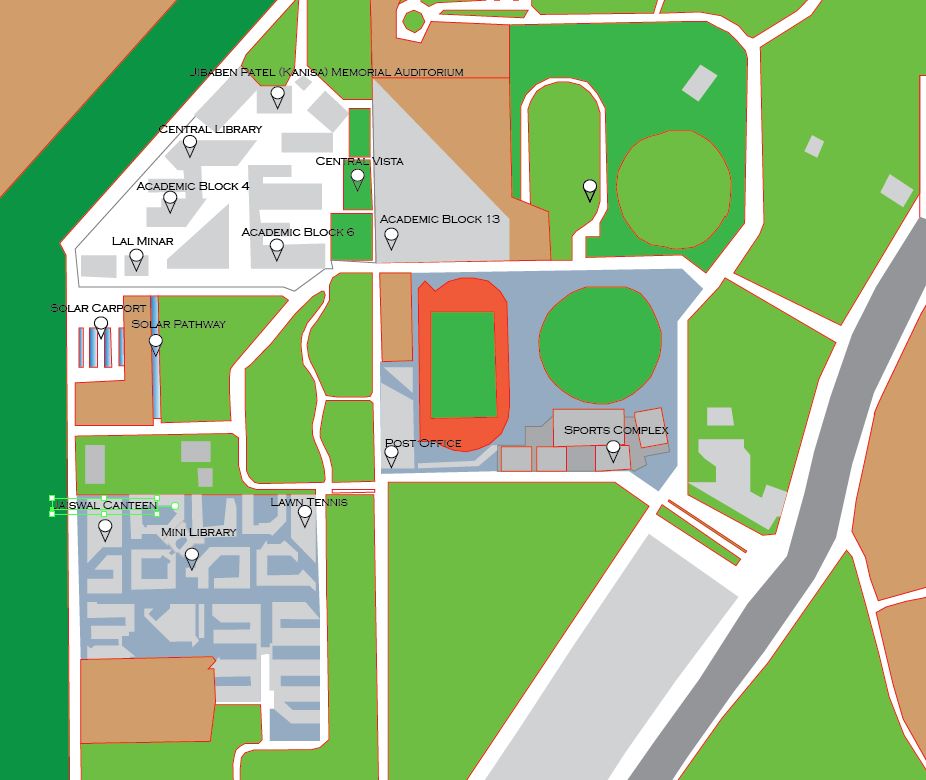 Jibaben Patel (Kanisa) Memorial Auditorium
Central Library
Central Vista
Academic Block 4
Academic Block 13
Academic Block 6
Lal Minar
Solar Carport
Solar Pathway
Sports Complex
Post Office
Jaiswal Canteen
Lawn Tennis
Mini Library